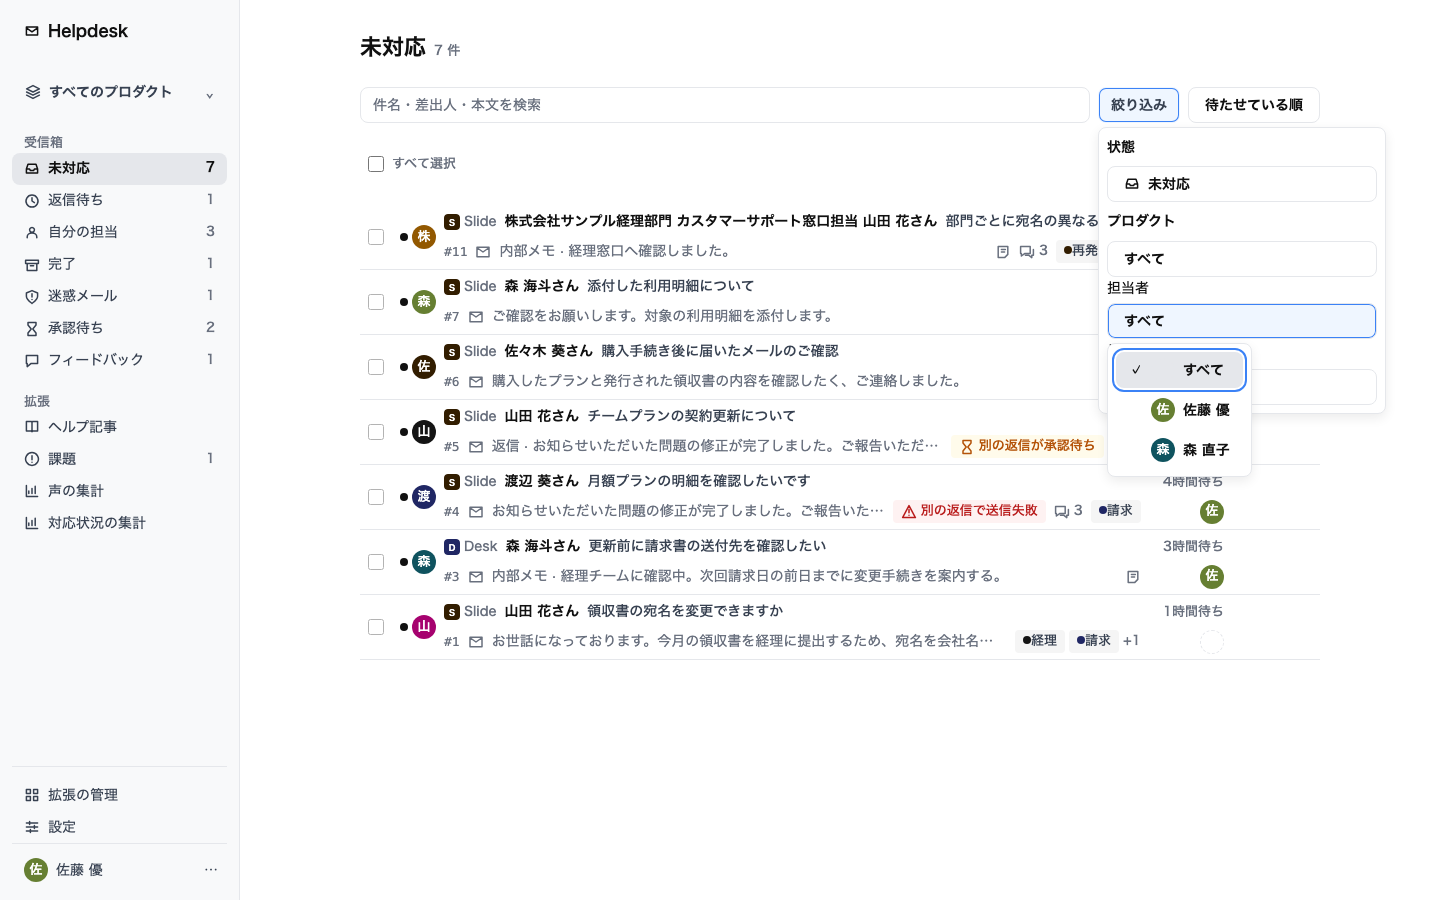 Helpdesk
すべてのプロダクト
受信箱
未対応 7
返信待ち 1
自分の担当 3
完了 1
迷惑メール 1
承認待ち 2
フィードバック 1
拡張
ヘルプ記事
課題 1
声の集計
対応状況の集計
拡張の管理
設定
佐 佐藤 優 …
未対応 7 件
件名・差出人・本文を検索 絞り込み 待たせている順
すべて選択
株 S Slide 株式会社サンプル経理部門 カスタマーサポート窓口担当 山田 花さん 部門ごとに宛名の異なる
#11 内部メモ · 経理窓口へ確認しました。 3 再発
森 S Slide 森 海斗さん 添付した利用明細について
#7 ご確認をお願いします。対象の利用明細を添付します。
佐 S Slide 佐々木 葵さん 購入手続き後に届いたメールのご確認
#6 購入したプランと発行された領収書の内容を確認したく、ご連絡しました。
山 S Slide 山田 花さん チームプランの契約更新について
#5 返信 · お知らせいただいた問題の修正が完了しました。ご報告いただ… 別の返信が承認待ち
渡 S Slide 渡辺 葵さん 月額プランの明細を確認したいです 4時間待ち
#4 お知らせいただいた問題の修正が完了しました。ご報告いた… 別の返信で送信失敗 3 請求 佐
森 D Desk 森 海斗さん 更新前に請求書の送付先を確認したい 3時間待ち
#3 内部メモ · 経理チームに確認中。次回請求日の前日までに変更手続きを案内する。 佐
山 S Slide 山田 花さん 領収書の宛名を変更できますか 1時間待ち
#1 お世話になっております。今月の領収書を経理に提出するため、宛名を会社名… 経理 請求 +1
状態
未対応
プロダクト
すべて
担当者
すべて
✓ すべて
佐 佐藤 優
森 森 直子